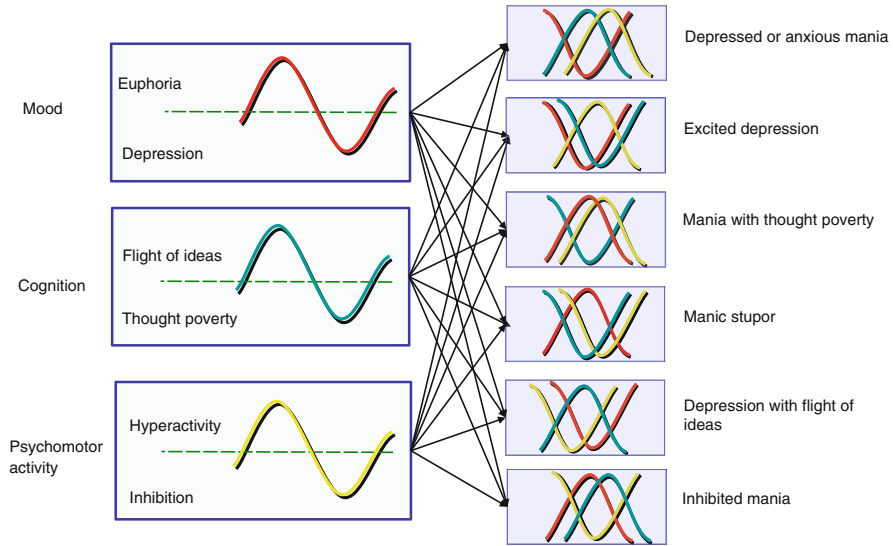 Mood
Euphoria
Depression
Cognition
Flight of ideas
Thought poverty
Psychomotor
activity
Hyperactivity
Inhibition
Depressed or anxious mania
Excited depression
Mania with thought poverty
Manic stupor
Depression with flight of
ideas
Inhibited mania